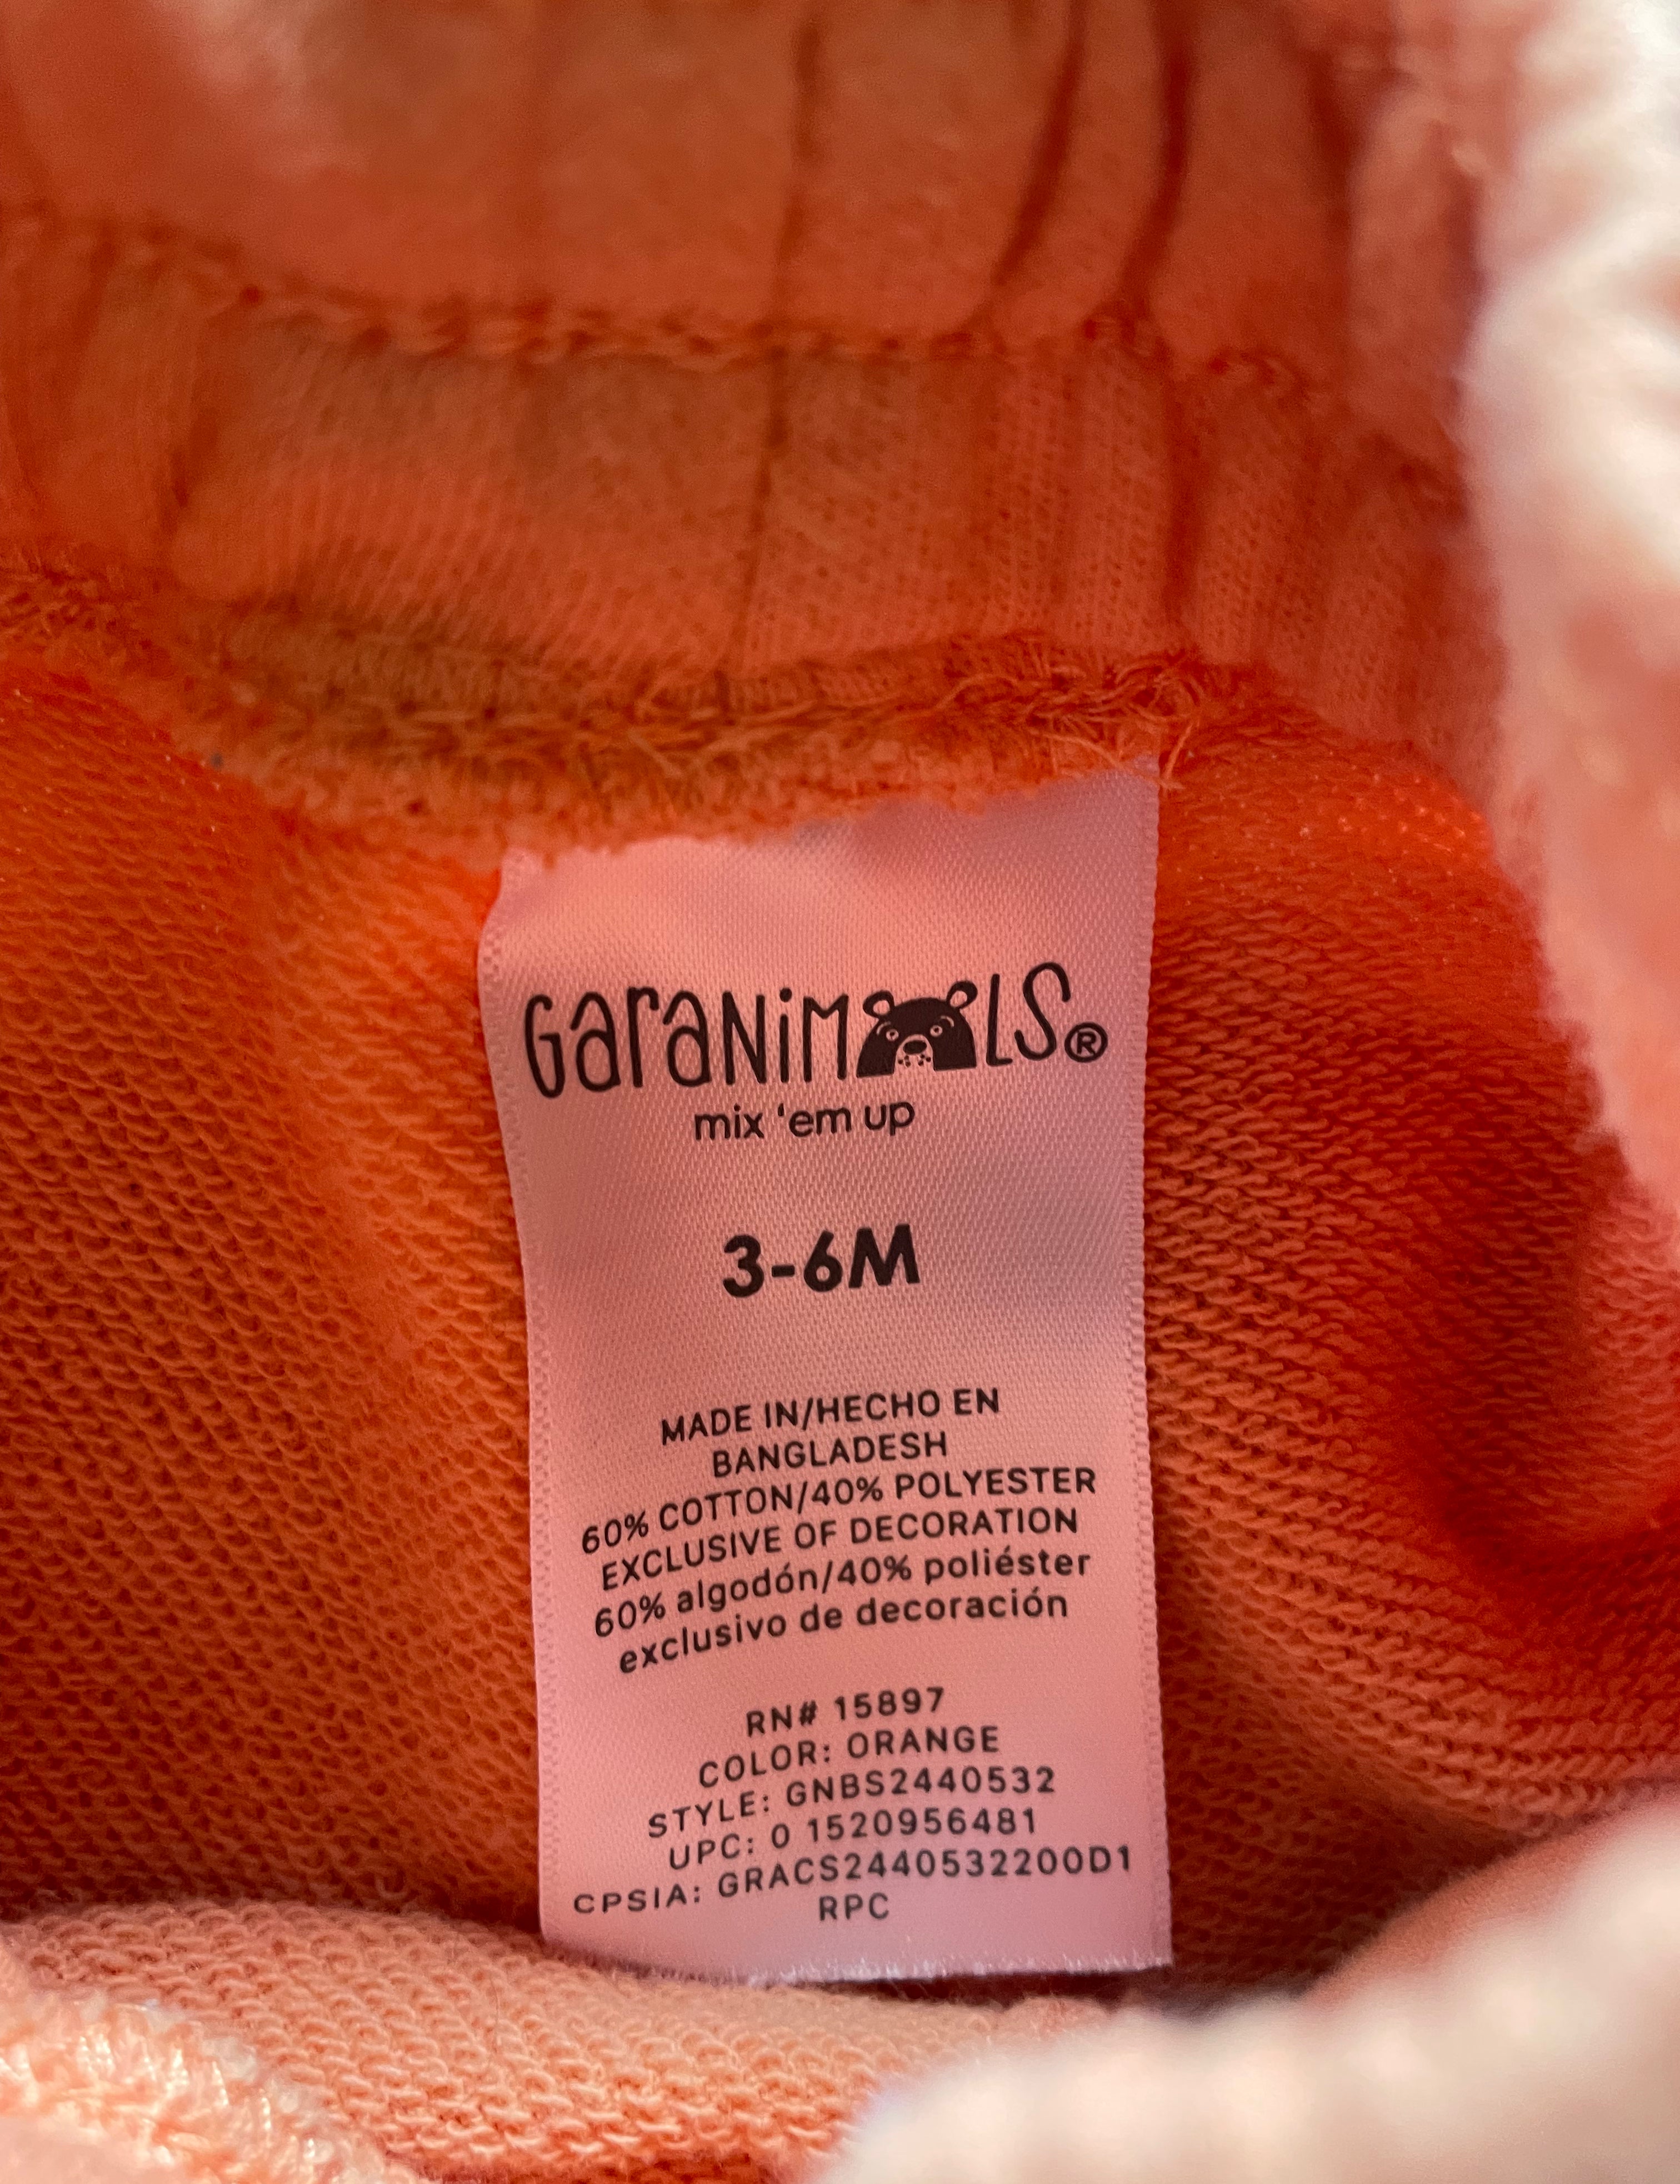 GaraNiMALS®
mix 'em up
3-6M
MADE IN/HECHO EN
BANGLADESH
60% COTTON/40% POLYESTER
EXCLUSIVE OF DECORATION
60% algodón/40% poliéster
exclusivo de decoración
RN# 15897
COLOR: ORANGE
STYLE: GNBS2440532
UPC: 0 1520956481
CPSIA: GRACS2440532200D1
RPC